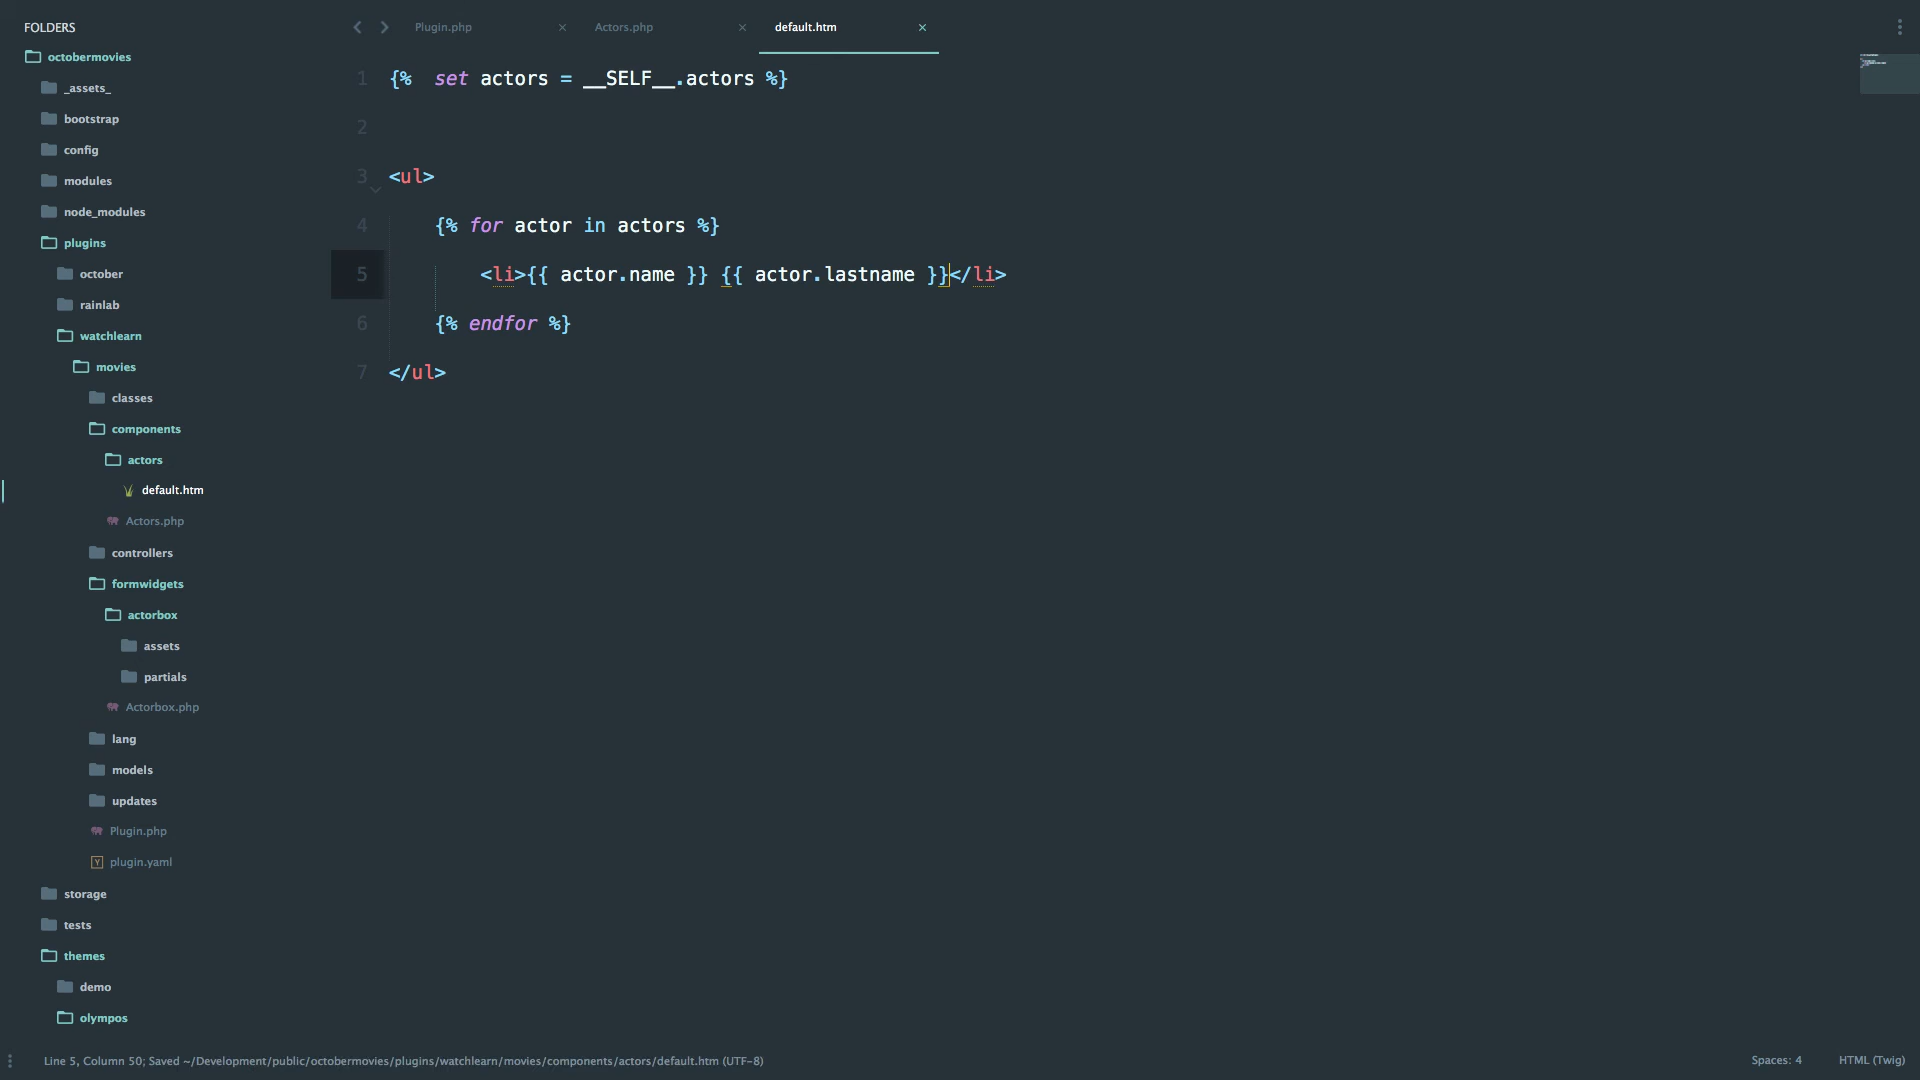 FOLDERS
octobermovies
_assets_
bootstrap
config
modules
node_modules
plugins
october
rainlab
watchlearn
movies
classes
components
actors
default.htm
Actors.php
controllers
formwidgets
actorbox
assets
partials
Actorbox.php
lang
models
updates
Plugin.php
plugin.yaml
storage
tests
themes
demo
olympos
Plugin.php × Actors.php × default.htm ×
1 {%  set actors = __SELF__.actors %}
2
3 <ul>
4     {% for actor in actors %}
5         <li>{{ actor.name }} {{ actor.lastname }}</li>
6     {% endfor %}
7 </ul>
Line 5, Column 50; Saved ~/Development/public/octobermovies/plugins/watchlearn/movies/components/actors/default.htm (UTF-8)
Spaces: 4 HTML (Twig)